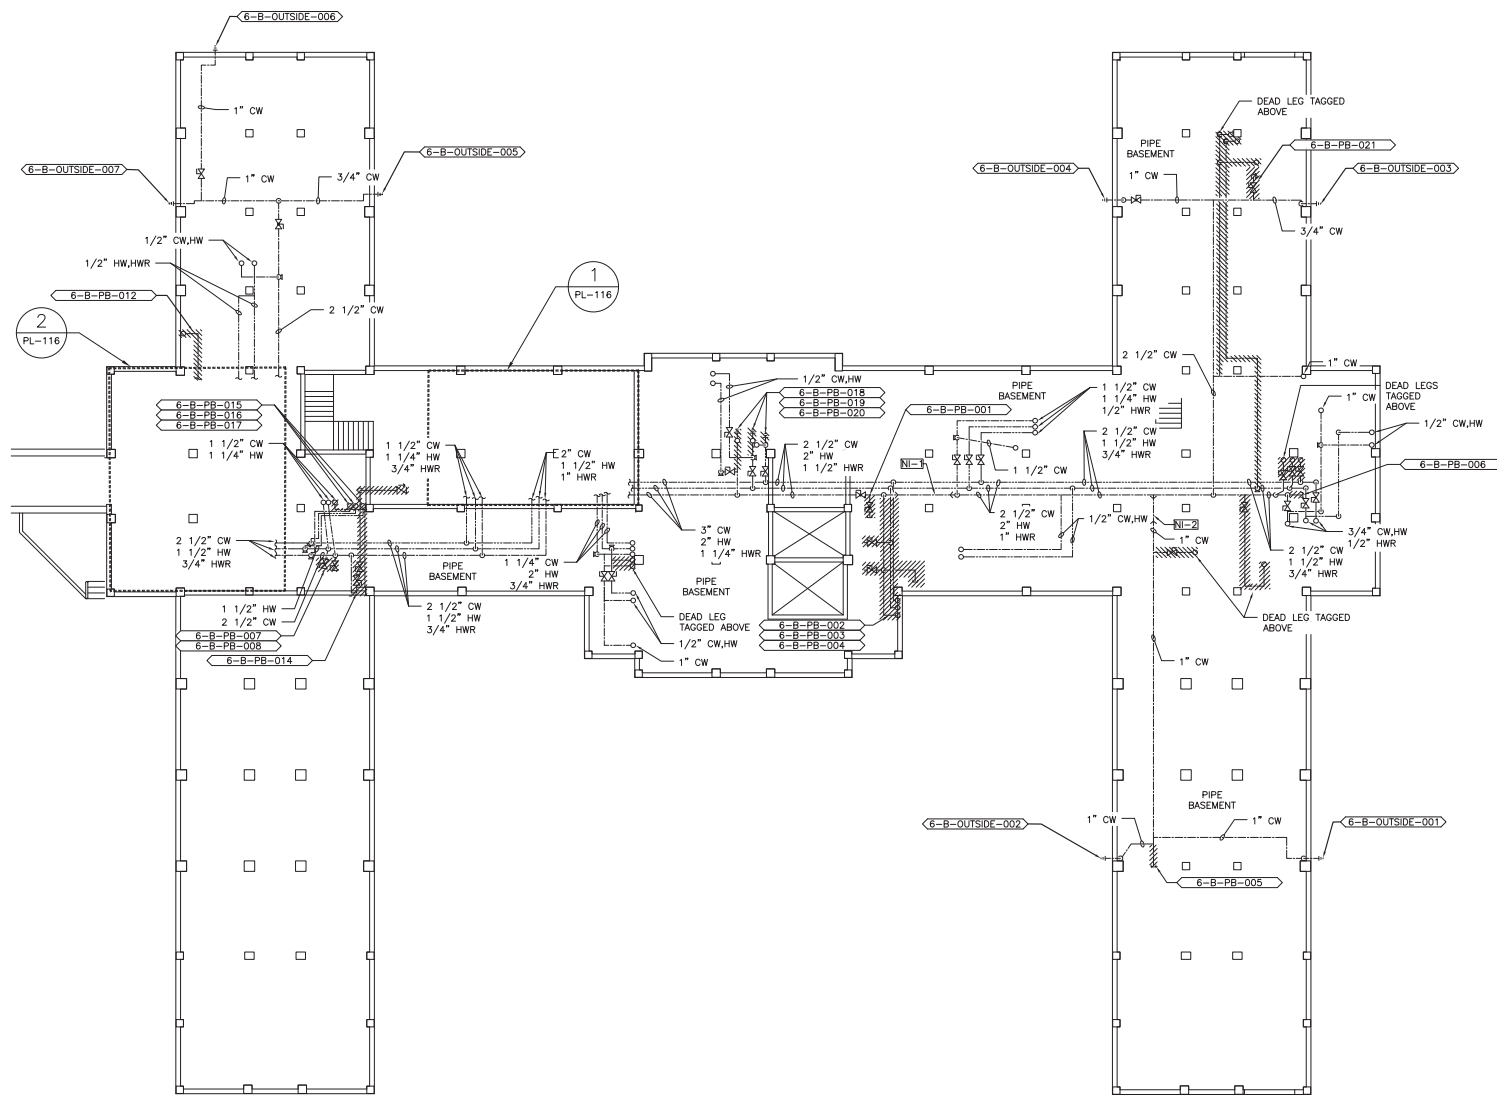 6-B-OUTSIDE-006
1" CW
6-B-OUTSIDE-005
6-B-OUTSIDE-007
1" CW
3/4" CW
1/2" CW,HW
1/2" HW,HWR
6-B-PB-012
2 1/2" CW
2
PL-116
1
PL-116
6-B-PB-015
6-B-PB-016
6-B-PB-017
1 1/2" CW
1 1/4" HW
1 1/2" CW
1 1/4" HW
3/4" HWR
2" CW
1 1/2" HW
1" HWR
2 1/2" CW
1 1/2" HW
3/4" HWR
PIPE
BASEMENT
1 1/2" HW
2 1/2" CW
6-B-PB-007
6-B-PB-008
6-B-PB-014
2 1/2" CW
1 1/2" HW
3/4" HWR
1 1/4" CW
2" HW
3/4" HWR
1/2" CW,HW
6-B-PB-018
6-B-PB-019
6-B-PB-020
2 1/2" CW
2" HW
1 1/2" HWR
3" CW
2" HW
1 1/4" HWR
PIPE
BASEMENT
DEAD LEG
TAGGED ABOVE
1/2" CW,HW
1" CW
6-B-PB-002
6-B-PB-003
6-B-PB-004
6-B-PB-001
NI-1
PIPE
BASEMENT
1 1/2" CW
1 1/4" HW
1/2" HWR
1 1/2" CW
2 1/2" CW
2" HW
1" HWR
1/2" CW,HW
2 1/2" CW
1 1/2" HW
3/4" HWR
DEAD LEG TAGGED
ABOVE
PIPE
BASEMENT
6-B-PB-021
6-B-OUTSIDE-004
1" CW
6-B-OUTSIDE-003
3/4" CW
2 1/2" CW
1" CW
DEAD LEGS
TAGGED
ABOVE
1" CW
1/2" CW,HW
6-B-PB-006
NI-2
1" CW
3/4" CW,HW
1/2" HWR
2 1/2" CW
1 1/2" HW
3/4" HWR
DEAD LEG TAGGED
ABOVE
1" CW
PIPE
BASEMENT
6-B-OUTSIDE-002
1" CW
1" CW
6-B-OUTSIDE-001
6-B-PB-005